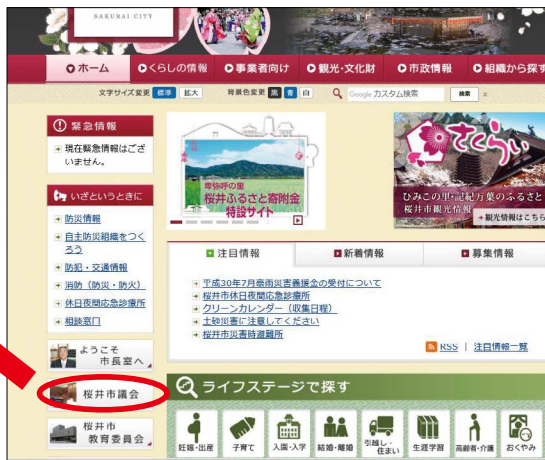 SAKURAI CITY
ホーム
くらしの情報
事業者向け
観光・文化財
市政情報
組織から探す
文字サイズ変更 標準 拡大 背景色変更 黒 青 白 Google カスタム検索 検索
緊急情報
現在緊急情報はござ
いません。
いざというときに
防災情報
自主防災組織をつく
ろう
防犯・交通情報
消防(防災・防火)
休日夜間応急診療所
相談窓口
ようこそ
市長室へ
桜井市議会
桜井市
教育委員会
卑弥呼の里
桜井ふるさと寄附金
特設サイト
さくらい
ひみこの里・記紀万葉のふるさと
桜井市観光情報
観光情報はこちら
注目情報
新着情報
募集情報
平成30年7月豪雨災害義援金の受付について
桜井市休日夜間応急診療所
クリーンカレンダー(収集日程)
土砂災害に注意してください
桜井市災害時避難所
RSS | 注目情報一覧
ライフステージで探す
妊娠・出産
子育て
入園・入学
結婚・離婚
引越し・
住まい
生涯学習
高齢者・介護
おくやみ